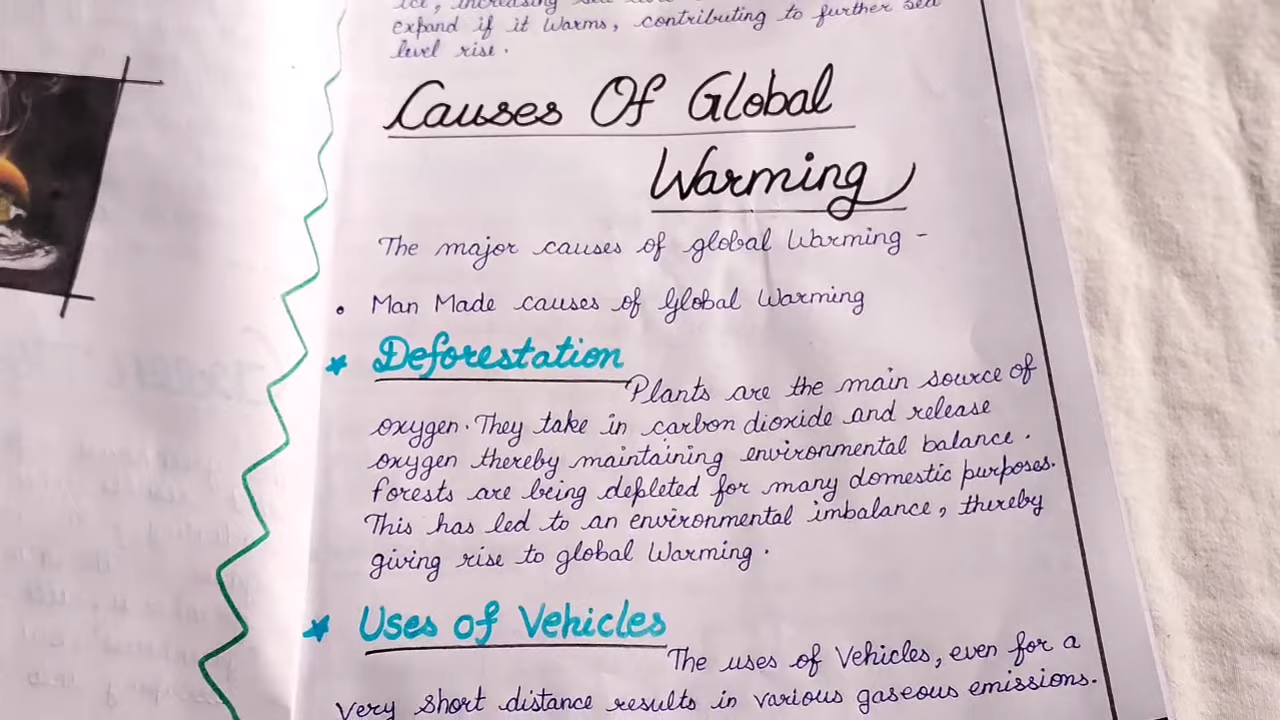 ice, increasing sea
expand if it warms, contributing to further sea
level rise.
Causes Of Global
Warming
The major causes of global Warming -
• Man Made causes of Global Warming
★ Deforestation
Plants are the main source of
oxygen. They take in carbon dioxide and release
oxygen thereby maintaining environmental balance.
forests are being depleted for many domestic purposes.
This has led to an environmental imbalance, thereby
giving rise to global Warming.
★ Uses of Vehicles
The uses of Vehicles, even for a
very short distance results in various gaseous emissions.